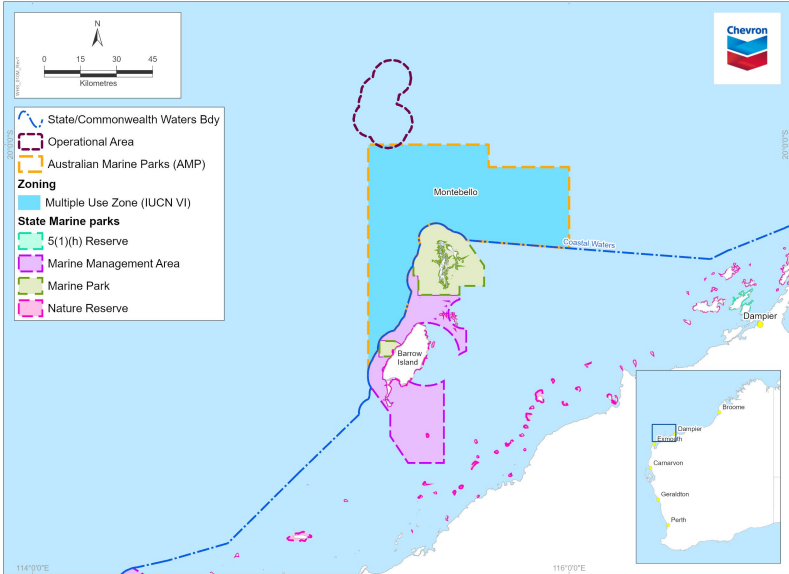 N
0 15 30 45
Kilometres
Chevron
State/Commonwealth Waters Bdy
Operational Area
Australian Marine Parks (AMP)
Zoning
Multiple Use Zone (IUCN VI)
State Marine parks
5(1)(h) Reserve
Marine Management Area
Marine Park
Nature Reserve
20°0'0"S
20°0'0"S
Montebello
Coastal Waters
Dampier
Barrow
Island
Broome
Dampier
Exmouth
Carnarvon
Geraldton
Perth
114°0'0"E
116°0'0"E